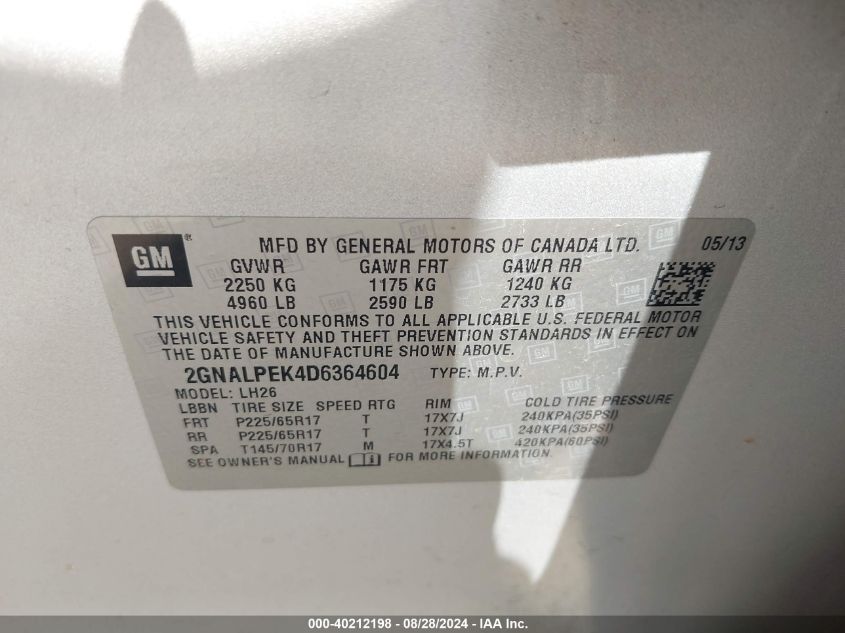 GM ® MFD BY GENERAL MOTORS OF CANADA LTD. 05/13
GVWR GAWR FRT GAWR RR
2250 KG 1175 KG 1240 KG
4960 LB 2590 LB 2733 LB
THIS VEHICLE CONFORMS TO ALL APPLICABLE U.S. FEDERAL MOTOR
VEHICLE SAFETY AND THEFT PREVENTION STANDARDS IN EFFECT ON
THE DATE OF MANUFACTURE SHOWN ABOVE.
2GNALPEK4D6364604 TYPE: M.P.V.
MODEL: LH26
LBBN TIRE SIZE SPEED RTG RIM COLD TIRE PRESSURE
FRT P225/65R17 T 17X7J 240KPA(35PSI)
RR P225/65R17 T 17X7J 240KPA(35PSI)
SPA T145/70R17 M 17X4.5T 420KPA(60PSI)
SEE OWNER'S MANUAL FOR MORE INFORMATION.
000-40212198 - 08/28/2024 - IAA Inc.